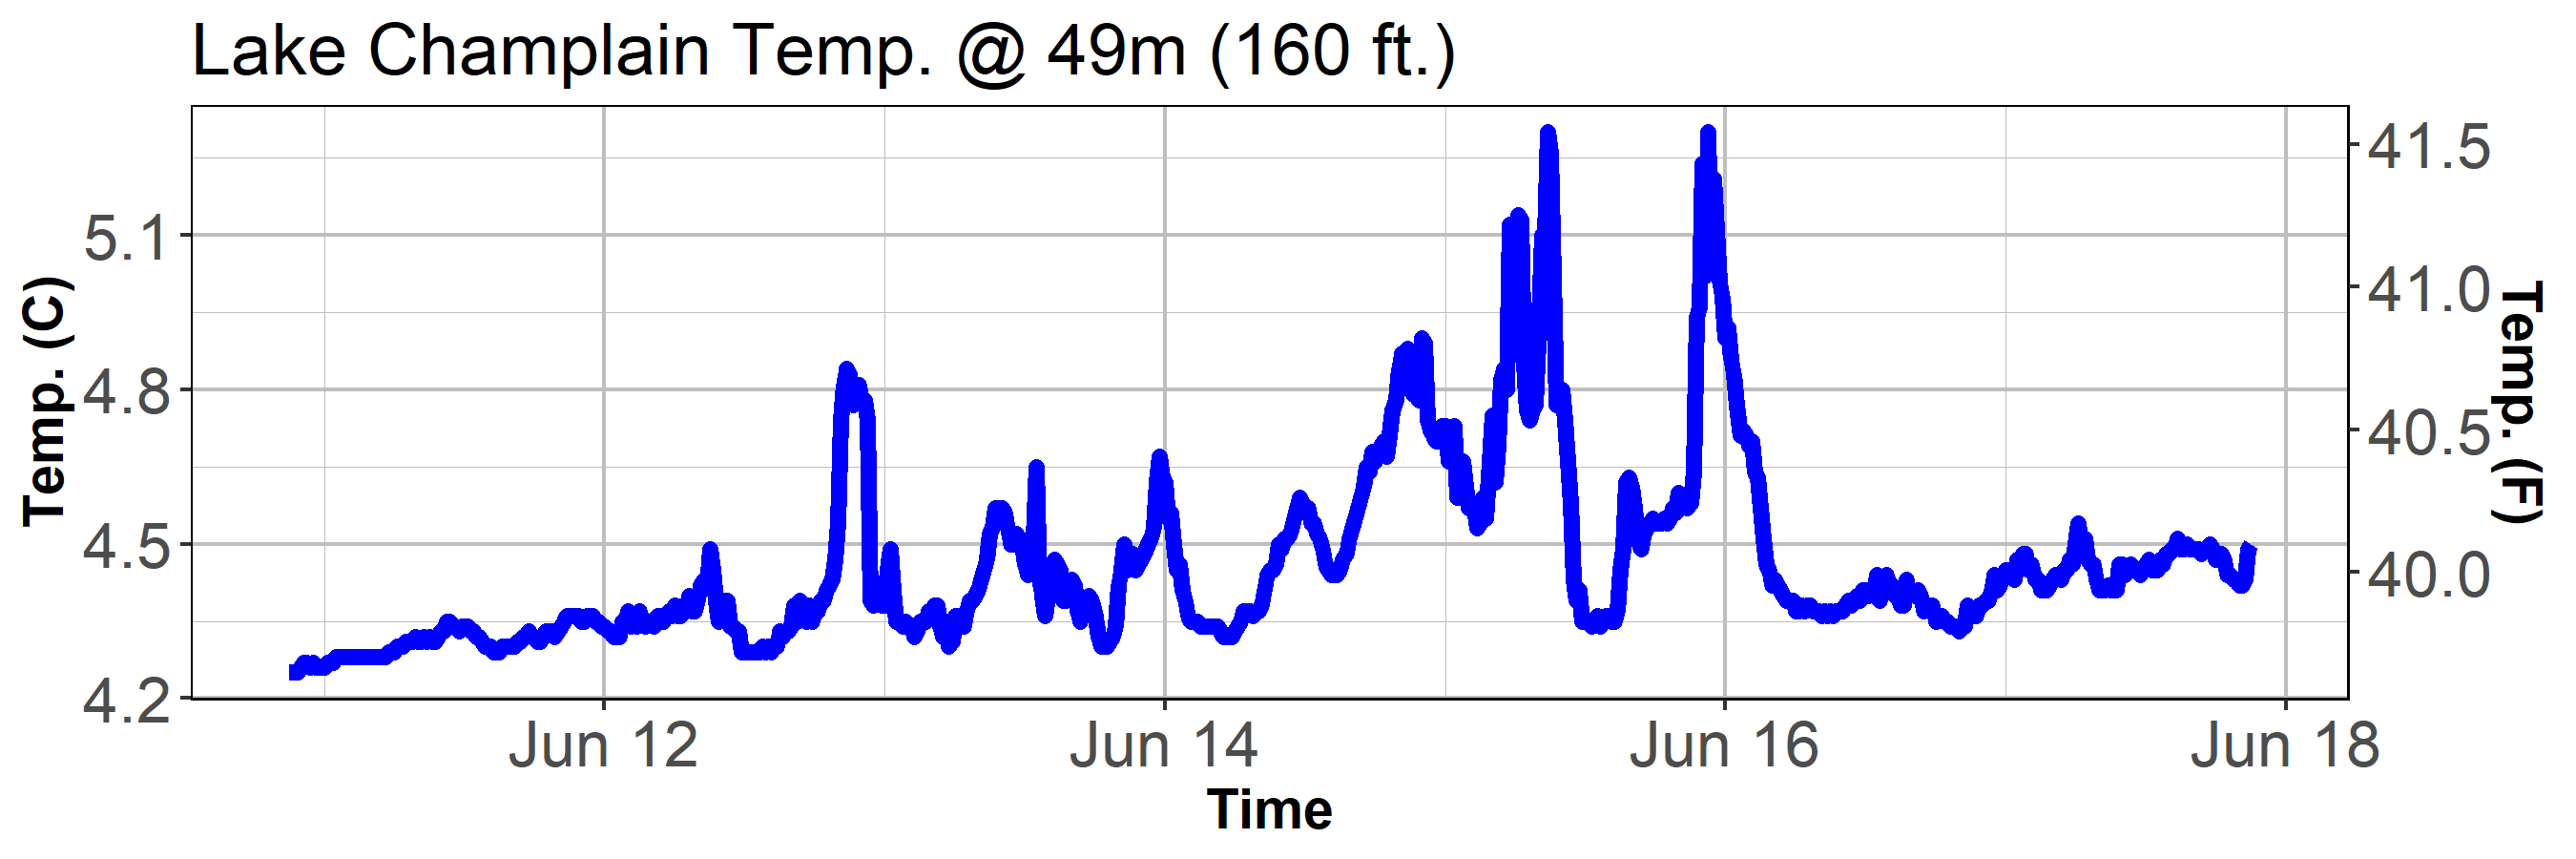 Lake Champlain Temp. @ 49m (160 ft.)
5.1
4.8
4.5
4.2
Temp. (C)
41.5
41.0
40.5
40.0
Temp. (F)
Jun 12 Jun 14 Jun 16 Jun 18
Time